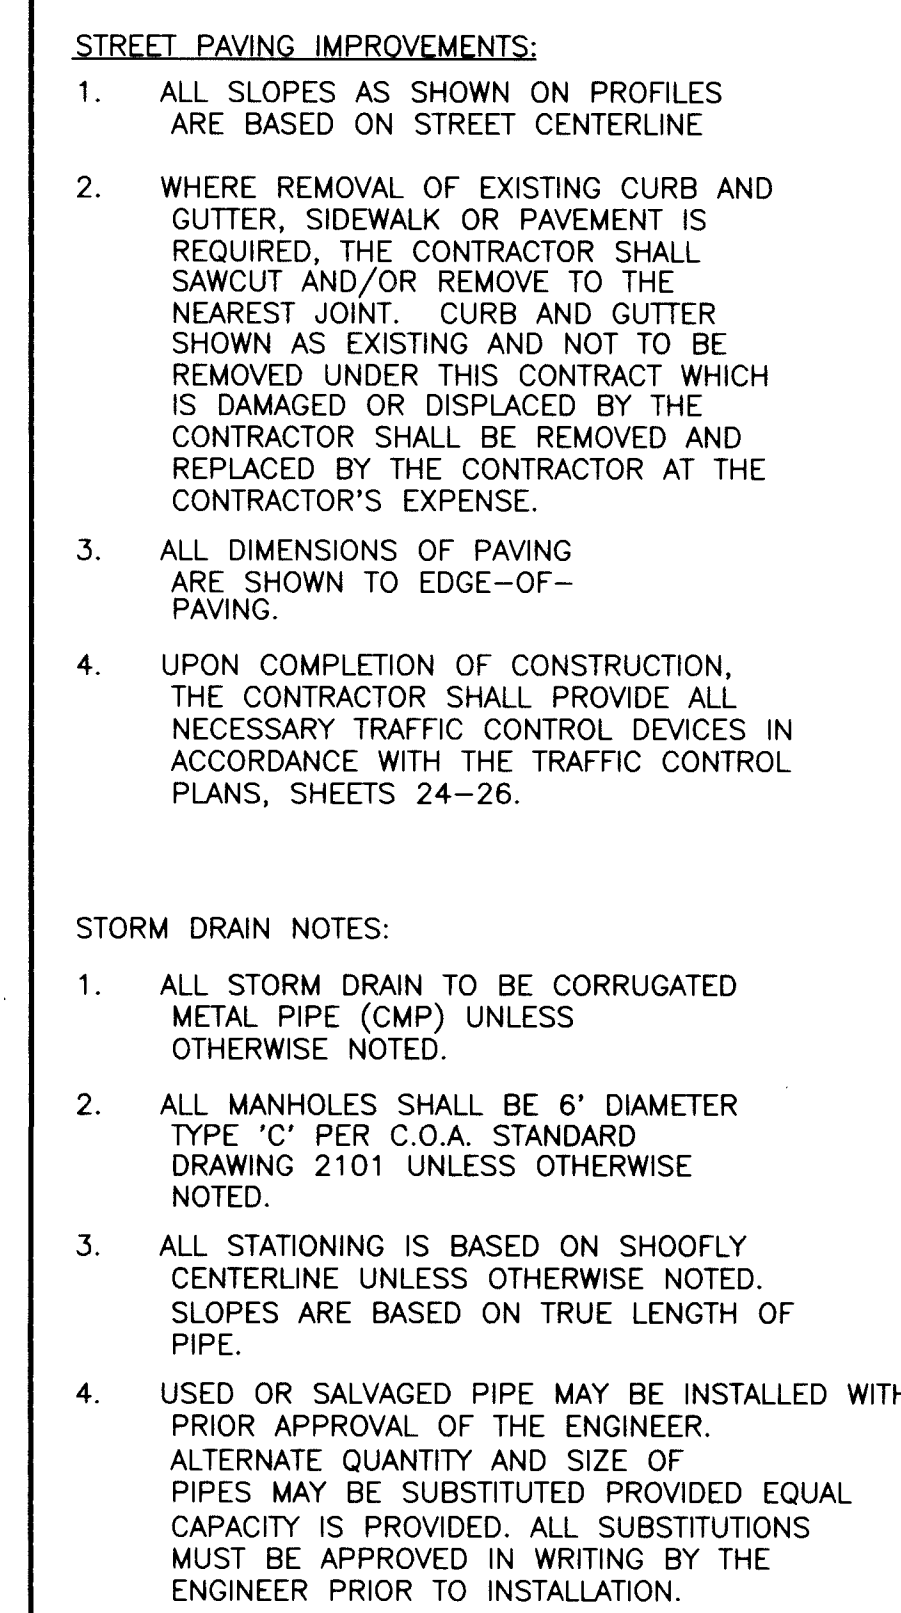 STREET PAVING IMPROVEMENTS:
1. ALL SLOPES AS SHOWN ON PROFILES
ARE BASED ON STREET CENTERLINE
2. WHERE REMOVAL OF EXISTING CURB AND
GUTTER, SIDEWALK OR PAVEMENT IS
REQUIRED, THE CONTRACTOR SHALL
SAWCUT AND/OR REMOVE TO THE
NEAREST JOINT. CURB AND GUTTER
SHOWN AS EXISTING AND NOT TO BE
REMOVED UNDER THIS CONTRACT WHICH
IS DAMAGED OR DISPLACED BY THE
CONTRACTOR SHALL BE REMOVED AND
REPLACED BY THE CONTRACTOR AT THE
CONTRACTOR'S EXPENSE.
3. ALL DIMENSIONS OF PAVING
ARE SHOWN TO EDGE-OF-
PAVING.
4. UPON COMPLETION OF CONSTRUCTION,
THE CONTRACTOR SHALL PROVIDE ALL
NECESSARY TRAFFIC CONTROL DEVICES IN
ACCORDANCE WITH THE TRAFFIC CONTROL
PLANS, SHEETS 24-26.
STORM DRAIN NOTES:
1. ALL STORM DRAIN TO BE CORRUGATED
METAL PIPE (CMP) UNLESS
OTHERWISE NOTED.
2. ALL MANHOLES SHALL BE 6' DIAMETER
TYPE 'C' PER C.O.A. STANDARD
DRAWING 2101 UNLESS OTHERWISE
NOTED.
3. ALL STATIONING IS BASED ON SHOOFLY
CENTERLINE UNLESS OTHERWISE NOTED.
SLOPES ARE BASED ON TRUE LENGTH OF
PIPE.
4. USED OR SALVAGED PIPE MAY BE INSTALLED WITH
PRIOR APPROVAL OF THE ENGINEER.
ALTERNATE QUANTITY AND SIZE OF
PIPES MAY BE SUBSTITUTED PROVIDED EQUAL
CAPACITY IS PROVIDED. ALL SUBSTITUTIONS
MUST BE APPROVED IN WRITING BY THE
ENGINEER PRIOR TO INSTALLATION.